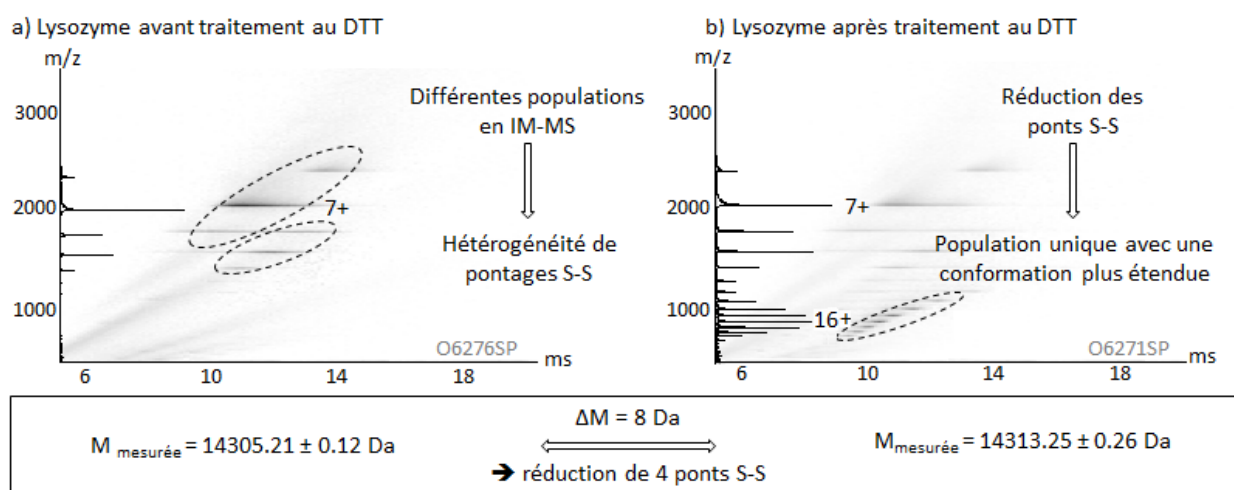 a) Lysozyme avant traitement au DTT
m/z
3000
2000
1000
Différentes populations
en IM-MS
7+
Hétérogénéité de
pontages S-S
O6276SP
ms
6 10 14 18
b) Lysozyme après traitement au DTT
m/z
3000
2000
1000
Réduction des
ponts S-S
7+
Population unique avec une
conformation plus étendue
16+
O6271SP
ms
6 10 14 18
M mesurée = 14305.21 ± 0.12 Da
ΔM = 8 Da
➔ réduction de 4 ponts S-S
Mmesurée = 14313.25 ± 0.26 Da